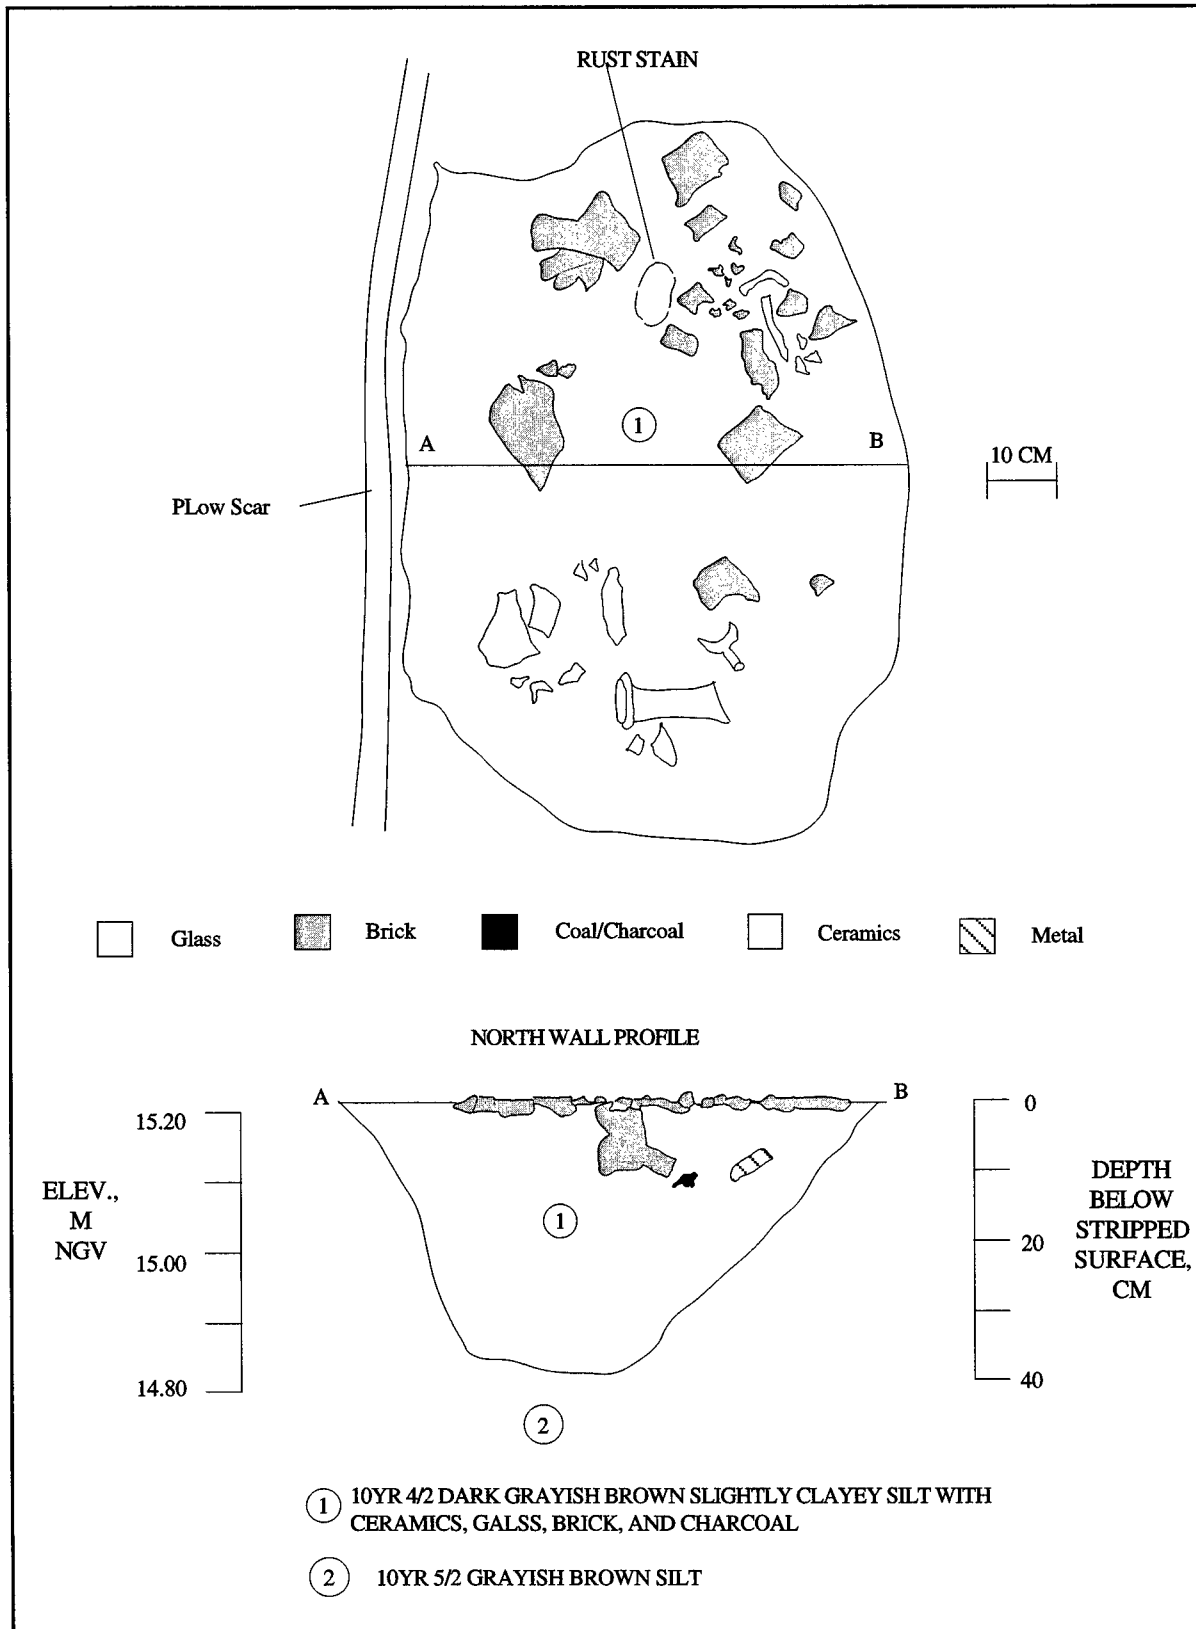 RUST STAIN
1
A
B
10 CM
PLow Scar
Glass
Brick
Coal/Charcoal
Ceramics
Metal
NORTH WALL PROFILE
A
B
15.20
15.00
14.80
ELEV.,
M
NGV
0
20
40
DEPTH
BELOW
STRIPPED
SURFACE,
CM
1
2
1 10YR 4/2 DARK GRAYISH BROWN SLIGHTLY CLAYEY SILT WITH
CERAMICS, GALSS, BRICK, AND CHARCOAL
2 10YR 5/2 GRAYISH BROWN SILT